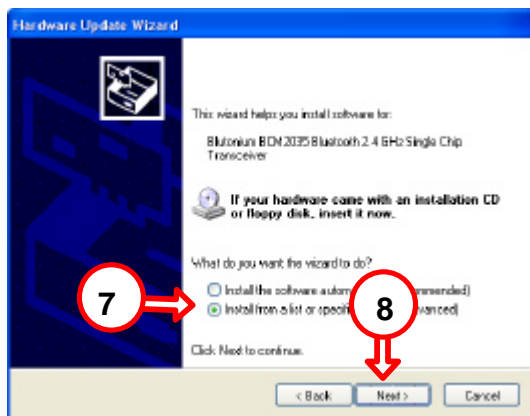 Hardware Update Wizard
This wizard helps you install software for:
Blutonium BCM2035 Bluetooth 2.4 GHz Single Chip
Transceiver
If your hardware came with an installation CD
or floppy disk, insert it now.
What do you want the wizard to do?
Install the software
Install from a list or
Click Next to continue.
7
8
< Back Next > Cancel